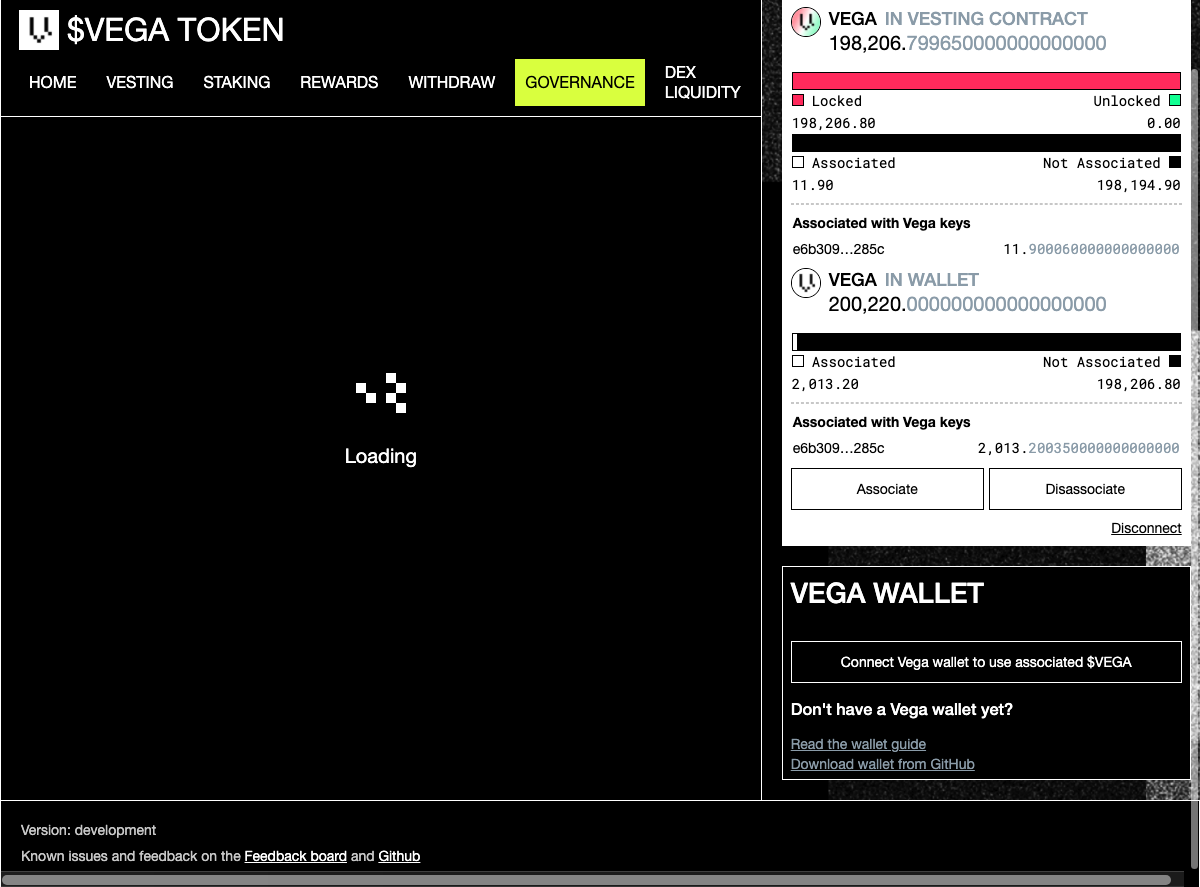 $VEGA TOKEN
HOME VESTING STAKING REWARDS WITHDRAW GOVERNANCE DEX LIQUIDITY
Loading
VEGA IN VESTING CONTRACT
198,206.799650000000000000
Locked Unlocked
198,206.80 0.00
Associated Not Associated
11.90 198,194.90
Associated with Vega keys
e6b309…285c 11.900060000000000000
VEGA IN WALLET
200,220.000000000000000000
Associated Not Associated
2,013.20 198,206.80
Associated with Vega keys
e6b309…285c 2,013.200350000000000000
Associate Disassociate
Disconnect
VEGA WALLET
Connect Vega wallet to use associated $VEGA
Don't have a Vega wallet yet?
Read the wallet guide
Download wallet from GitHub
Version: development
Known issues and feedback on the Feedback board and Github